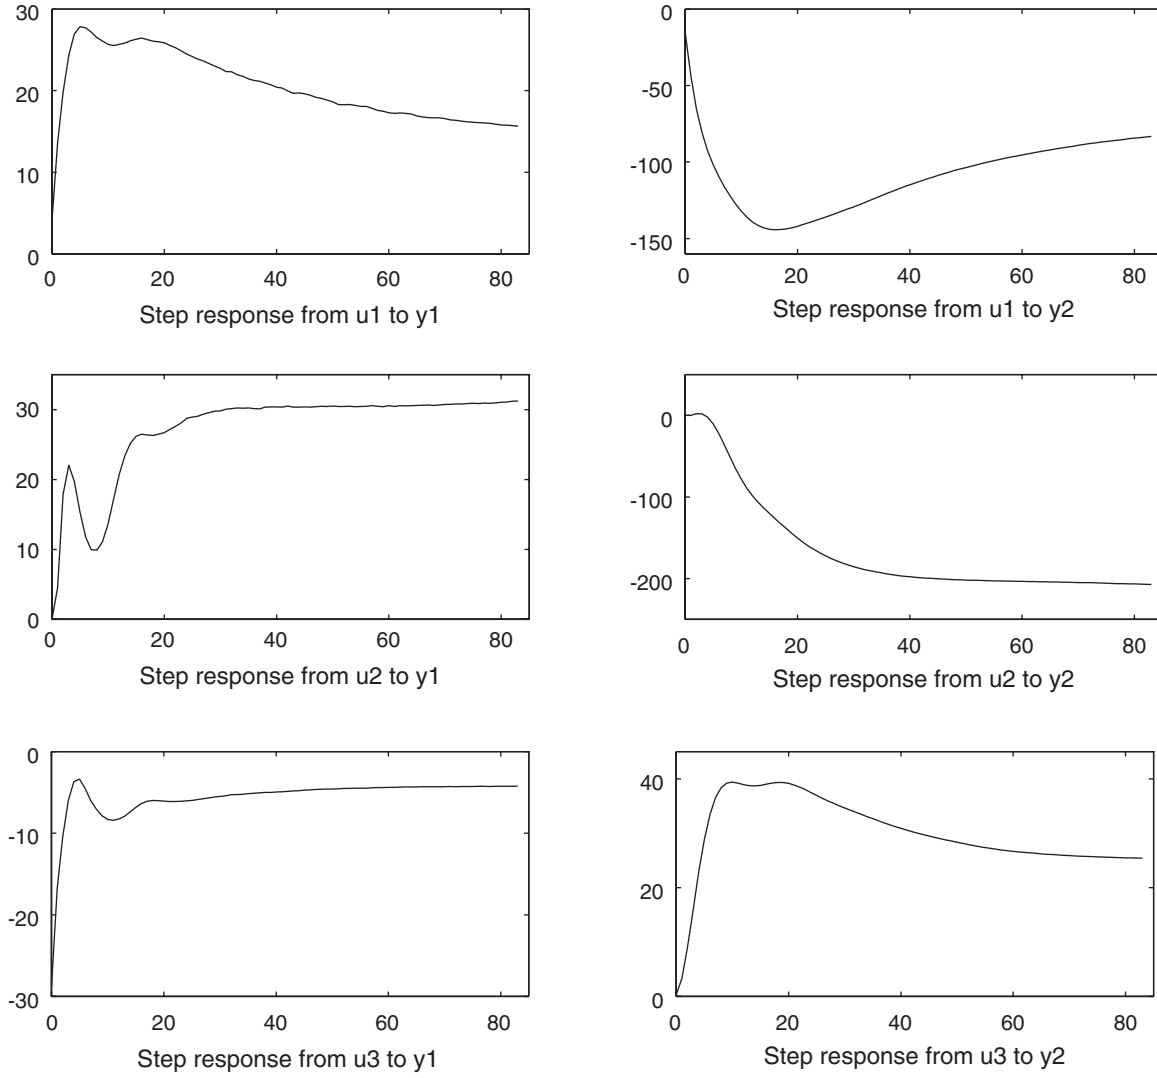 30
20
10
0
0 20 40 60 80
Step response from u1 to y1
0
-50
-100
-150
0 20 40 60 80
Step response from u1 to y2
30
20
10
0
0 20 40 60 80
Step response from u2 to y1
0
-100
-200
0 20 40 60 80
Step response from u2 to y2
0
-10
-20
-30
0 20 40 60 80
Step response from u3 to y1
40
20
0
0 20 40 60 80
Step response from u3 to y2